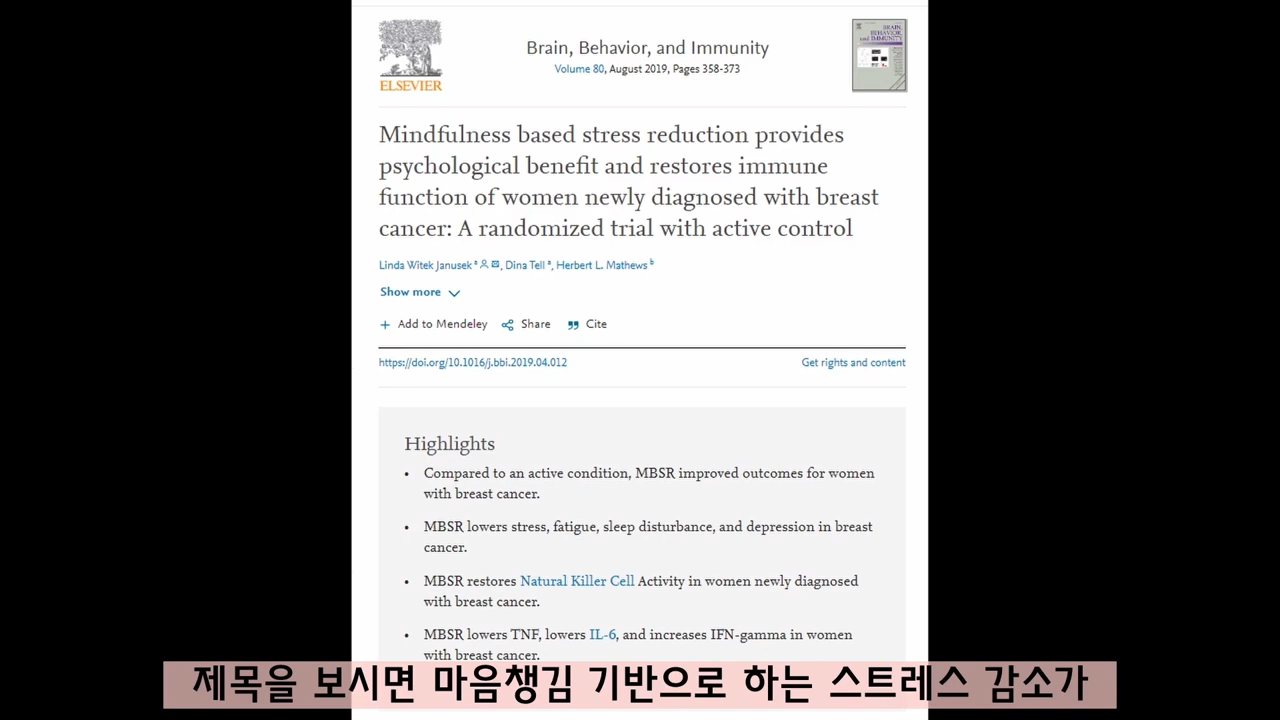 ELSEVIER
Brain, Behavior, and Immunity
Volume 80, August 2019, Pages 358-373
BRAIN,
BEHAVIOR,
and IMMUNITY
Mindfulness based stress reduction provides
psychological benefit and restores immune
function of women newly diagnosed with breast
cancer: A randomized trial with active control
Linda Witek Janusek a, Dina Tell a, Herbert L. Mathews b
Show more
Add to Mendeley Share Cite
https://doi.org/10.1016/j.bbi.2019.04.012 Get rights and content
Highlights
• Compared to an active condition, MBSR improved outcomes for women
with breast cancer.
• MBSR lowers stress, fatigue, sleep disturbance, and depression in breast
cancer.
• MBSR restores Natural Killer Cell Activity in women newly diagnosed
with breast cancer.
• MBSR lowers TNF, lowers IL-6, and increases IFN-gamma in women
with breast cancer.
제목을 보시면 마음챙김 기반으로 하는 스트레스 감소가